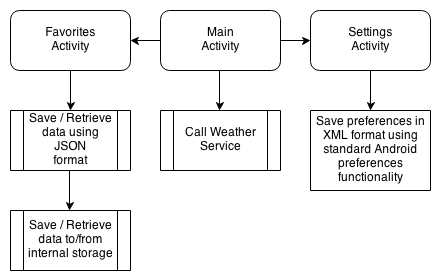 Favorites
Activity
Main
Activity
Settings
Activity
Save / Retrieve
data using
JSON
format
Call Weather
Service
Save preferences in
XML format using
standard Android
preferences
functionality
Save / Retrieve
data to/from
internal storage